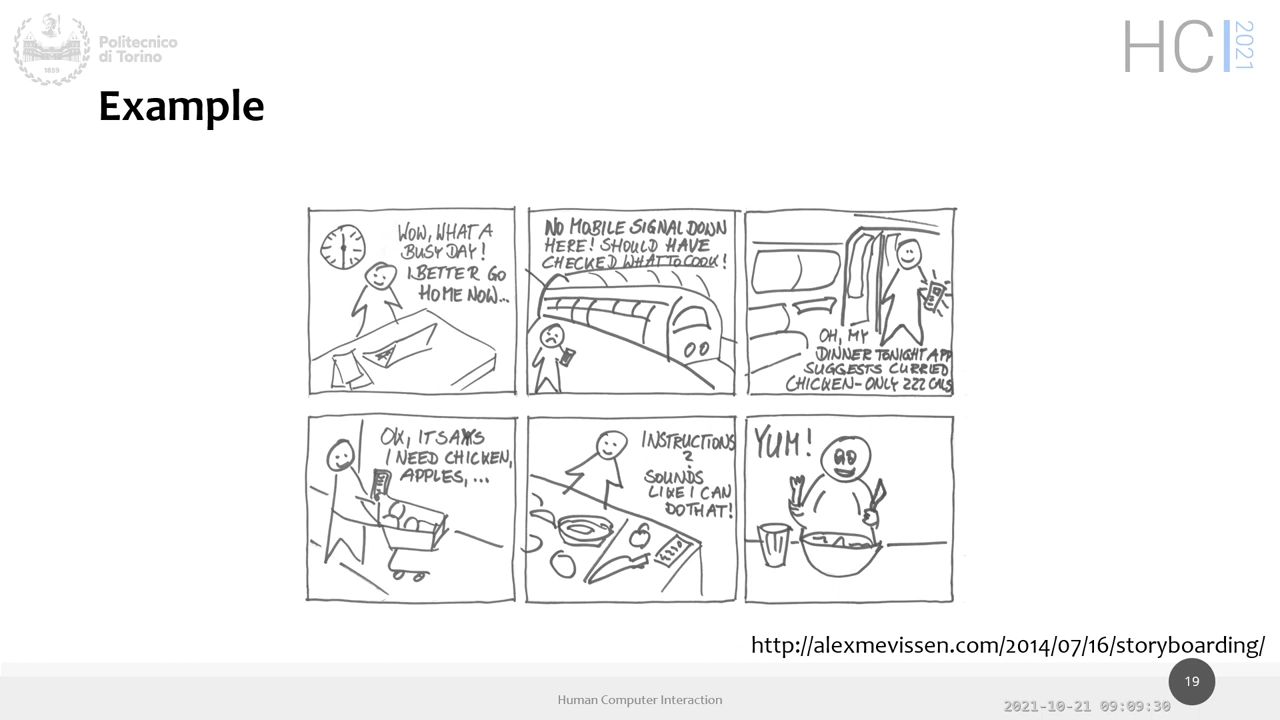 Politecnico
di Torino
1859
HCI
2021
Example
WOW, WHAT A
BUSY DAY!
I BETTER GO
HOME NOW...
NO MOBILE SIGNAL DOWN
HERE! SHOULD HAVE
CHECKED WHAT TO COOK!
OH, MY
DINNER TONIGHT APP
SUGGESTS CURRIED
CHICKEN - ONLY 222 CALS
OK, IT SAYS
I NEED CHICKEN,
APPLES, ...
INSTRUCTIONS
?
SOUNDS
LIKE I CAN
DO THAT!
YUM!
http://alexmevissen.com/2014/07/16/storyboarding/
19
Human Computer Interaction
2021-10-21 09:09:30